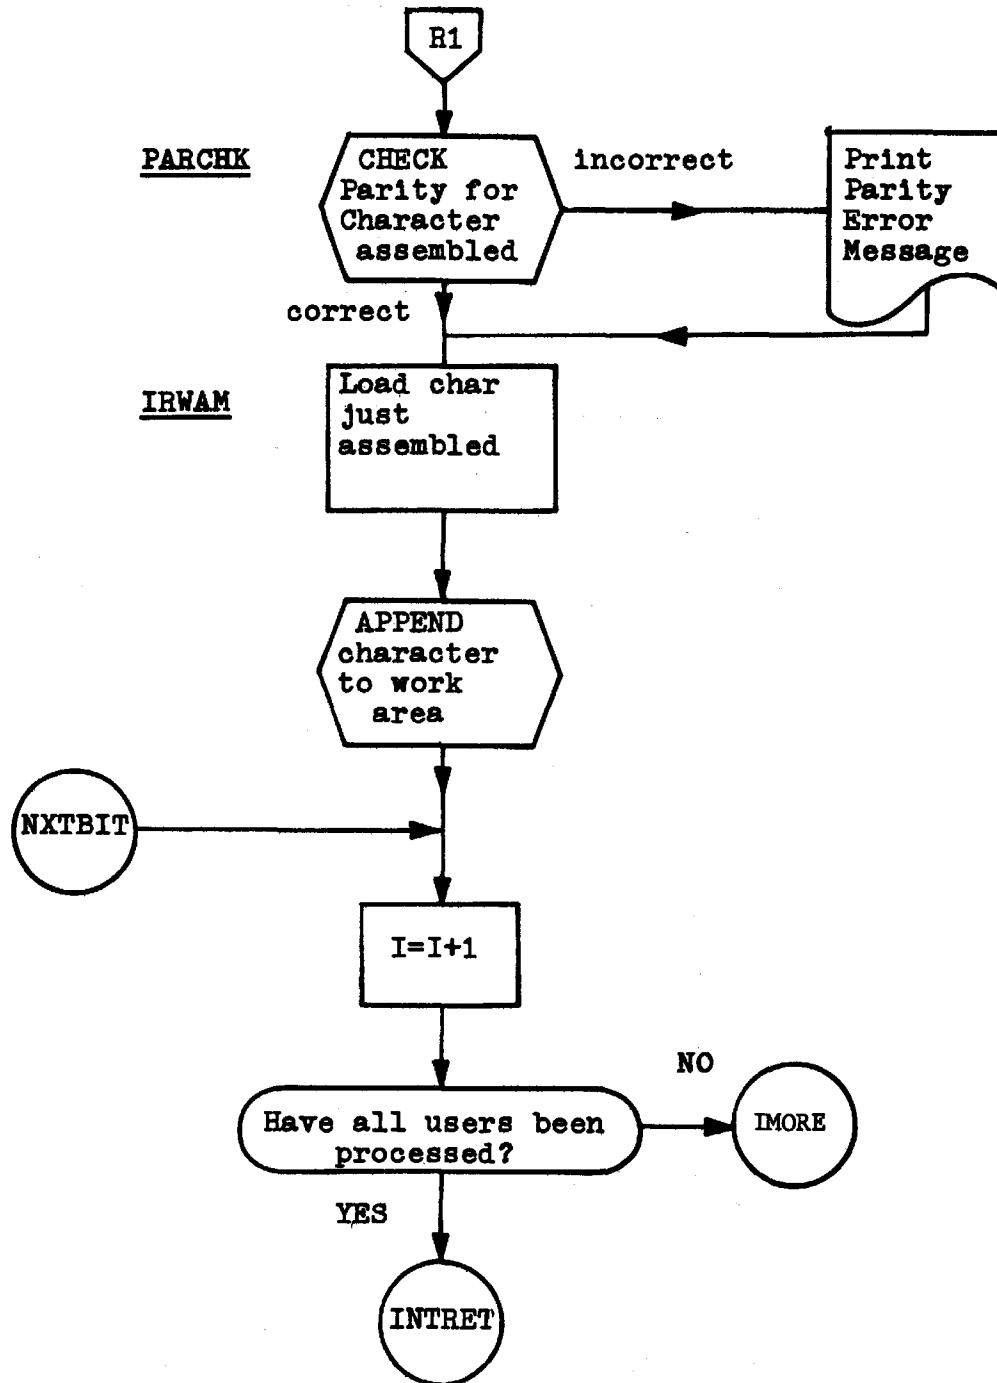 R1
PARCHK
CHECK
Parity for
Character
assembled
incorrect
Print
Parity
Error
Message
correct
IRWAM
Load char
just
assembled
APPEND
character
to work
area
NXTBIT
I=I+1
NO
Have all users been
processed?
IMORE
YES
INTRET